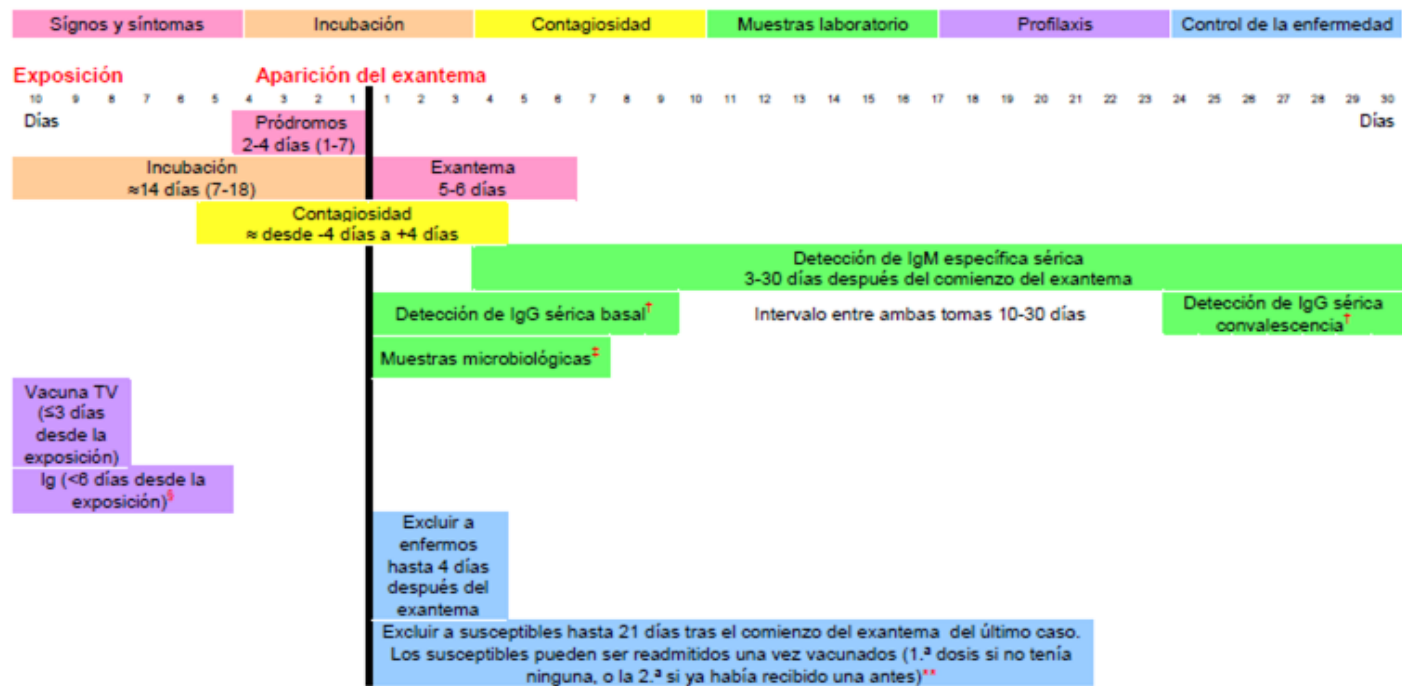 Signos y síntomas Incubación Contagiosidad Muestras laboratorio Profilaxis Control de la enfermedad
Exposición Aparición del exantema
10 9 8 7 6 5 4 3 2 1 1 2 3 4 5 6 7 8 9 10 11 12 13 14 15 16 17 18 19 20 21 22 23 24 25 26 27 28 29 30
Días Días
Pródromos
2-4 días (1-7)
Incubación
≈14 días (7-18)
Exantema
5-6 días
Contagiosidad
≈ desde -4 días a +4 días
Detección de IgM específica sérica
3-30 días después del comienzo del exantema
Detección de IgG sérica basal†
Intervalo entre ambas tomas 10-30 días
Detección de IgG sérica
convalescencia†
Muestras microbiológicas‡
Vacuna TV
(≤3 días
desde la
exposición)
Ig (<6 días desde la
exposición)§
Excluir a
enfermos
hasta 4 días
después del
exantema
Excluir a susceptibles hasta 21 días tras el comienzo del exantema del último caso.
Los susceptibles pueden ser readmitidos una vez vacunados (1.ª dosis si no tenía
ninguna, o la 2.ª si ya había recibido una antes)**